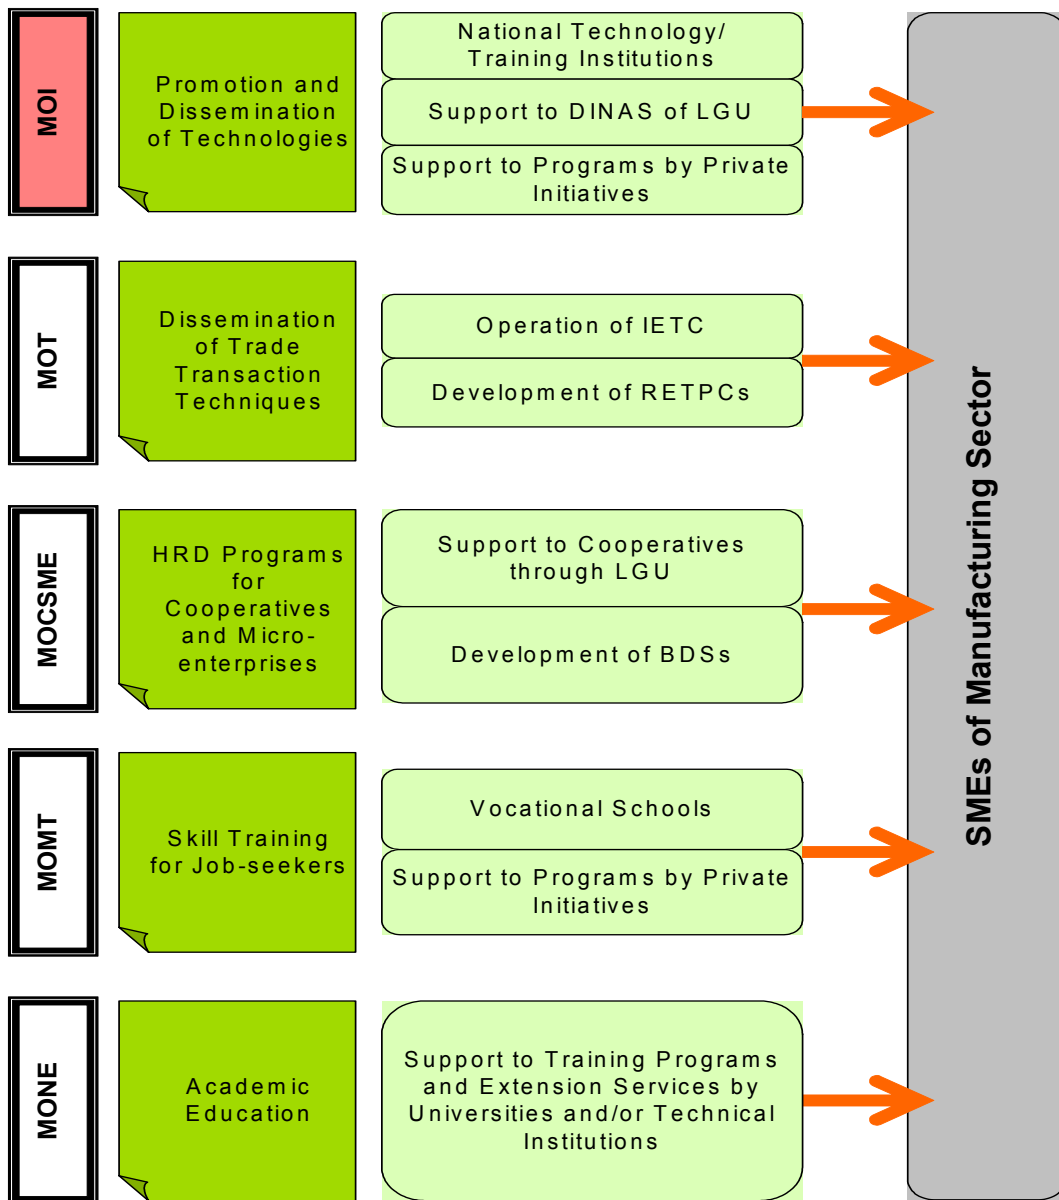 MOI
Promotion and
Dissemination
of Technologies
National Technology/
Training Institutions
Support to DINAS of LGU
Support to Programs by Private
Initiatives
MOT
Dissemination
of Trade
Transaction
Techniques
Operation of IETC
Development of RETPCs
MOCSME
HRD Programs
for
Cooperatives
and Micro-
enterprises
Support to Cooperatives
through LGU
Development of BDSs
MOMT
Skill Training
for Job-seekers
Vocational Schools
Support to Programs by Private
Initiatives
MONE
Academic
Education
Support to Training Programs
and Extension Services by
Universities and/or Technical
Institutions
SMEs of Manufacturing Sector